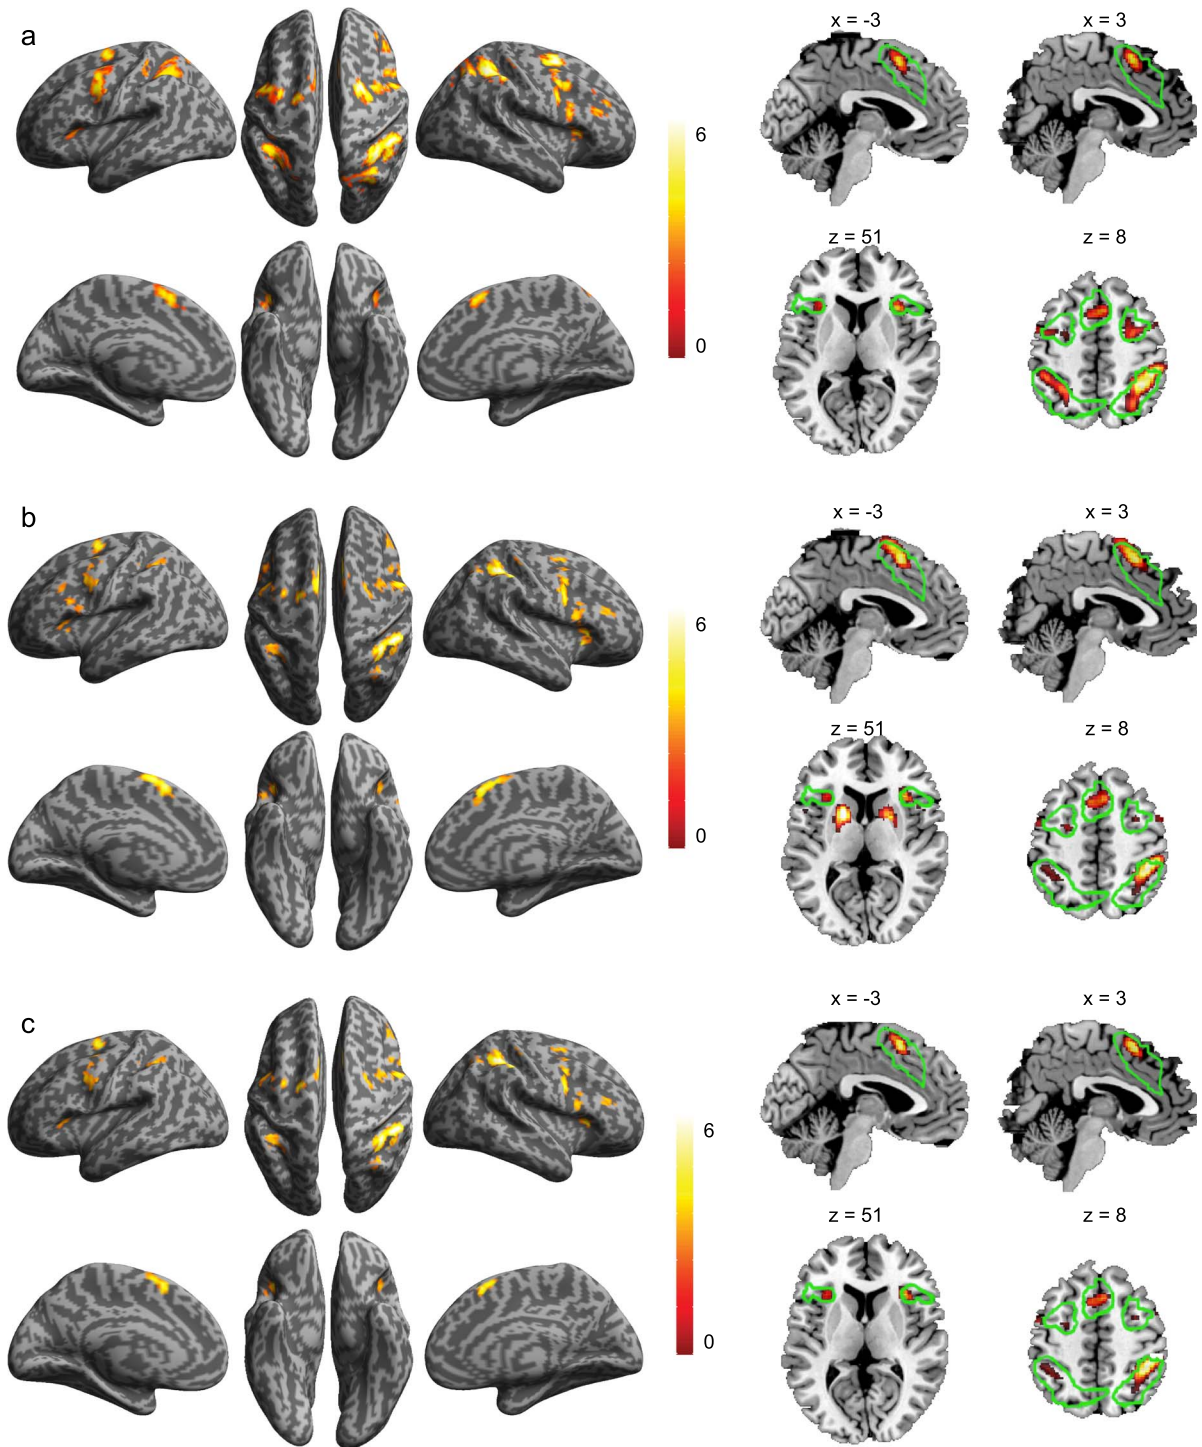 a
x = -3
x = 3
6
0
z = 51
z = 8
b
x = -3
x = 3
6
0
z = 51
z = 8
c
x = -3
x = 3
6
0
z = 51
z = 8